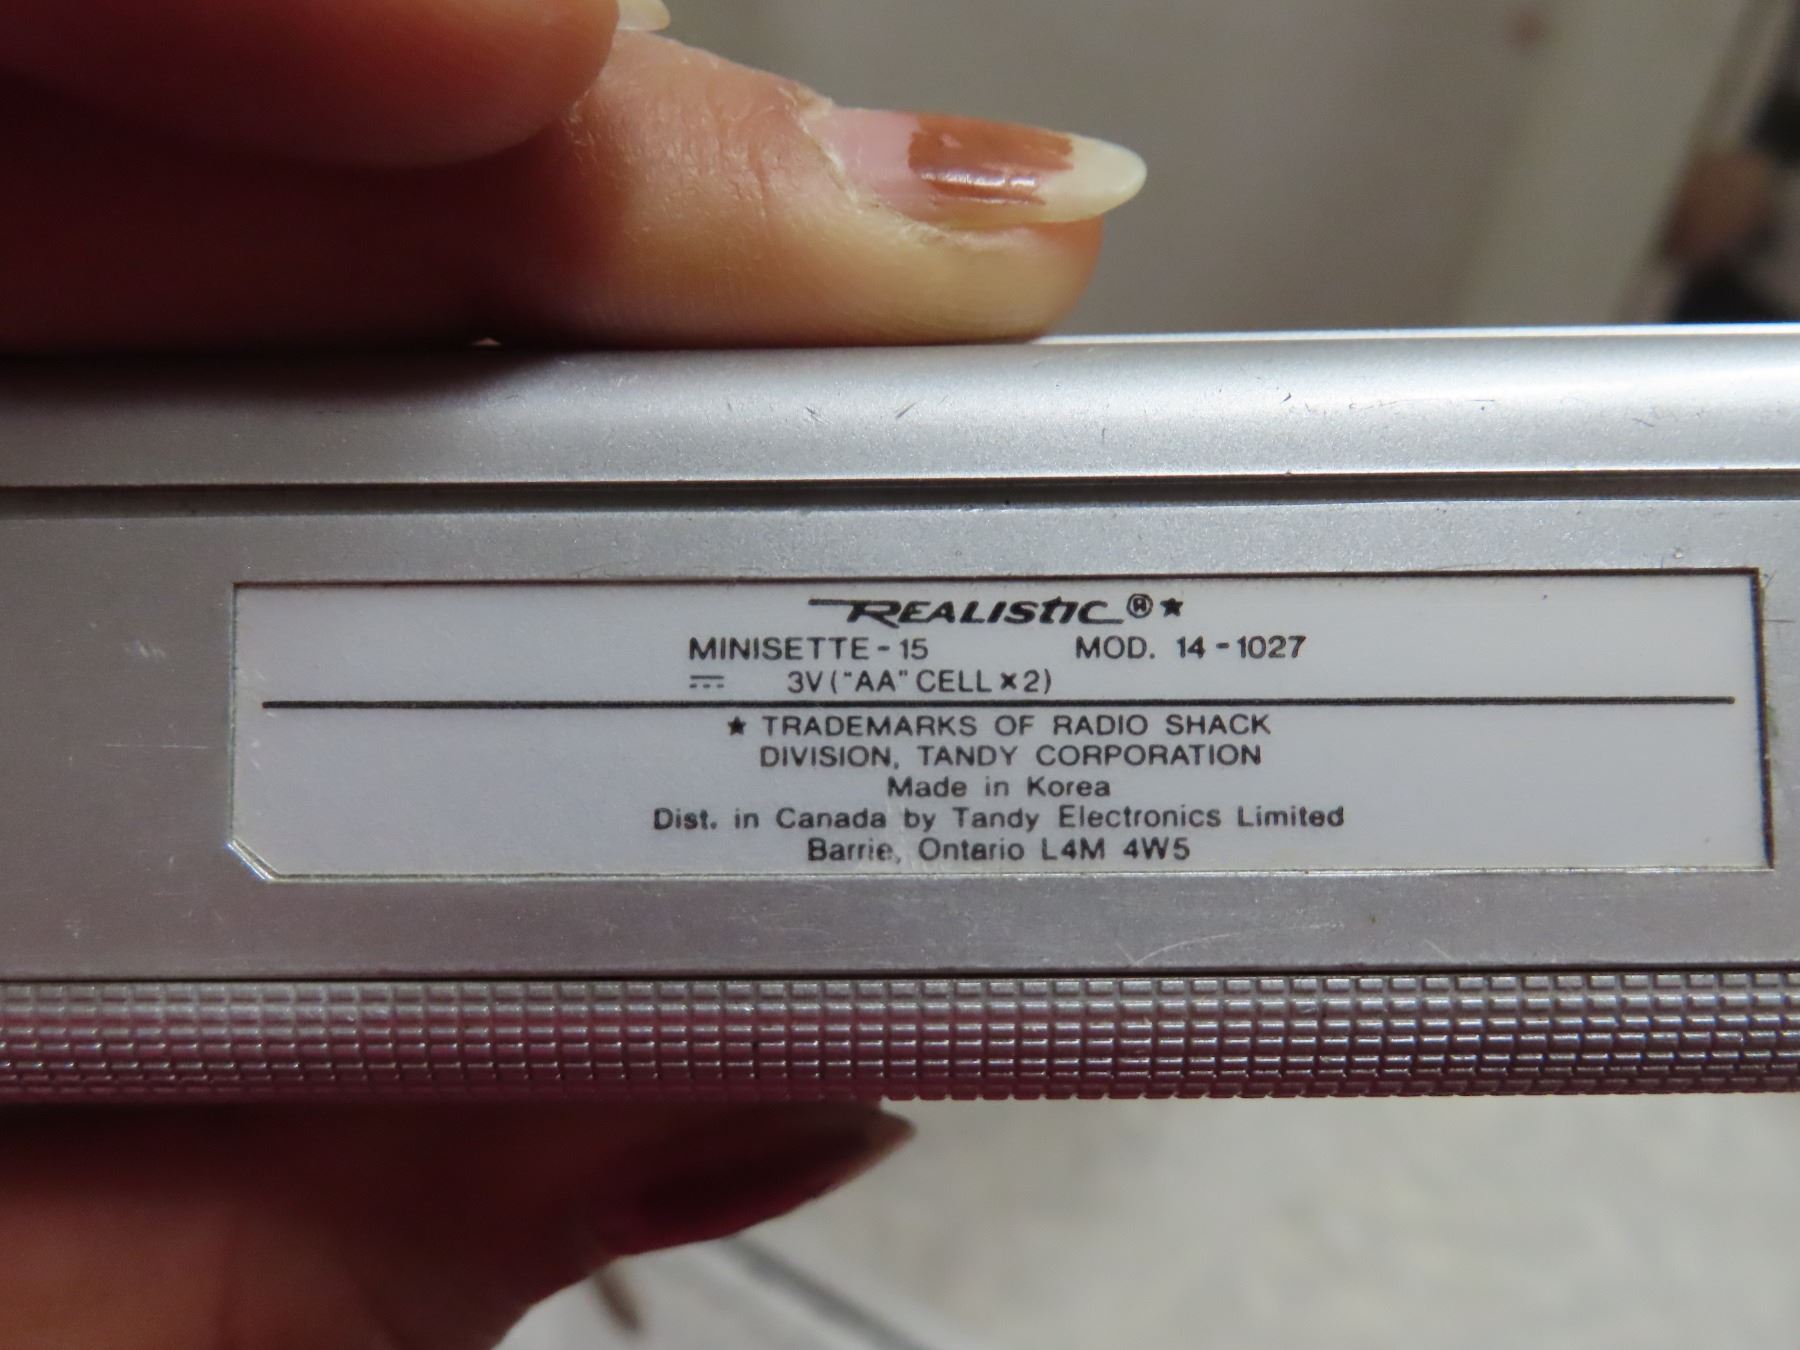 REALISTIC®★
MINISETTE-15 MOD. 14-1027
⎓ 3V ("AA" CELL x 2)
★ TRADEMARKS OF RADIO SHACK
DIVISION, TANDY CORPORATION
Made in Korea
Dist. in Canada by Tandy Electronics Limited
Barrie, Ontario L4M 4W5